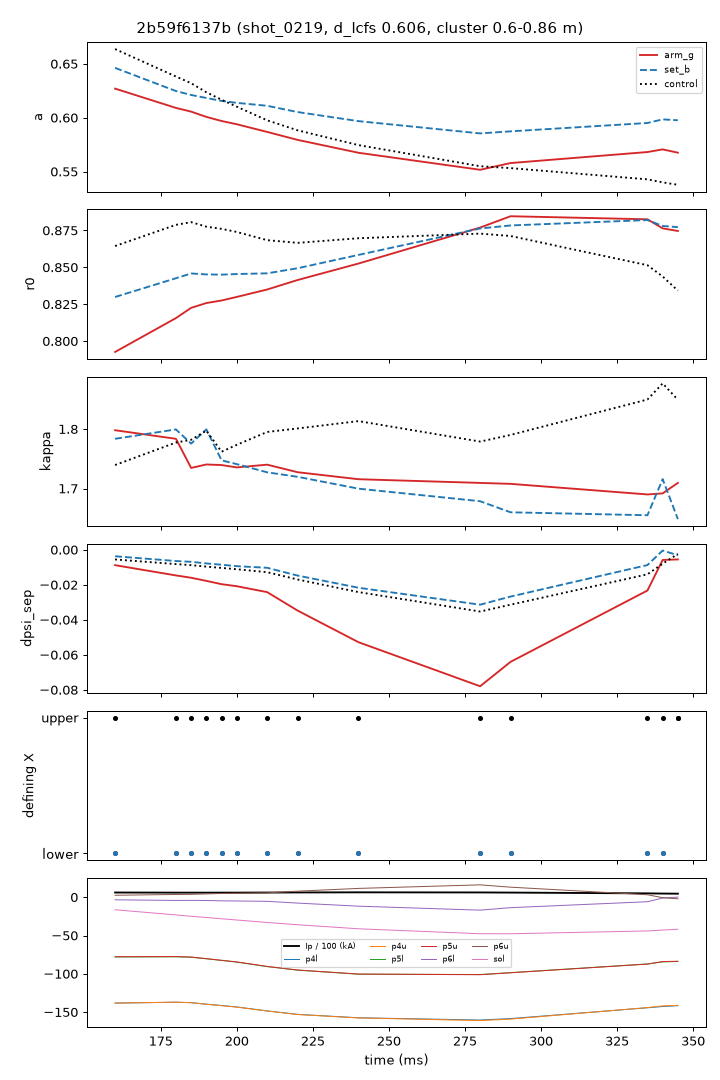 2b59f6137b (shot_0219, d_lcfs 0.606, cluster 0.6-0.86 m)
a
0.65
0.60
0.55
arm_g
set_b
control
r0
0.875
0.850
0.825
0.800
kappa
1.8
1.7
dpsi_sep
0.00
−0.02
−0.04
−0.06
−0.08
defining X
upper
lower
0
−50
−100
−150
Ip / 100 (kA)
p4l
p4u
p5l
p5u
p6l
p6u
sol
175
200
225
250
275
300
325
350
time (ms)